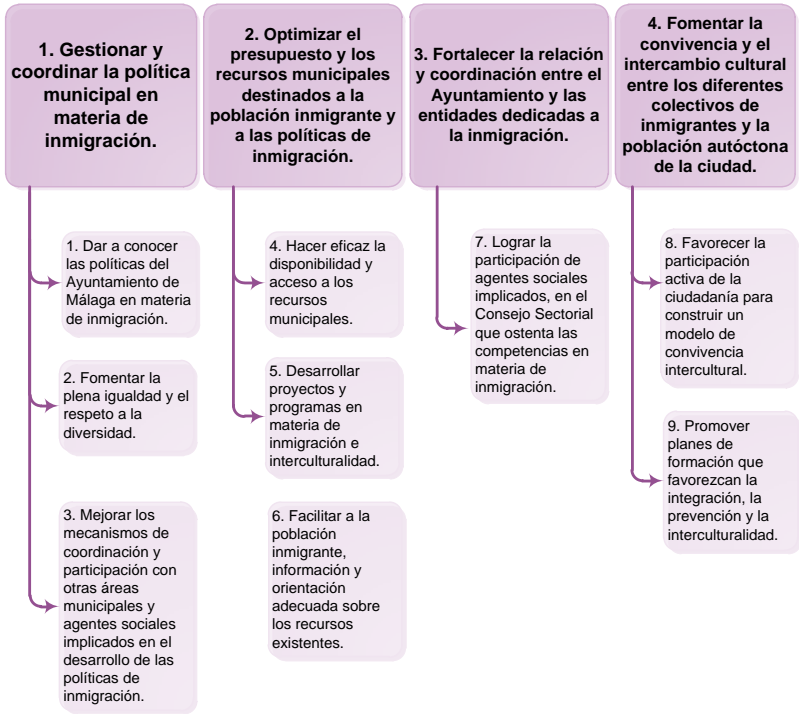 1. Gestionar y
coordinar la política
municipal en
materia de
inmigración.
1. Dar a conocer
las políticas del
Ayuntamiento de
Málaga en materia
de inmigración.
2. Fomentar la
plena igualdad y el
respeto a la
diversidad.
3. Mejorar los
mecanismos de
coordinación y
participación con
otras áreas
municipales y
agentes sociales
implicados en el
desarrollo de las
políticas de
inmigración.
2. Optimizar el
presupuesto y los
recursos municipales
destinados a la
población inmigrante y
a las políticas de
inmigración.
4. Hacer eficaz la
disponibilidad y
acceso a los
recursos
municipales.
5. Desarrollar
proyectos y
programas en
materia de
inmigración e
interculturalidad.
6. Facilitar a la
población
inmigrante,
información y
orientación
adecuada sobre
los recursos
existentes.
3. Fortalecer la relación
y coordinación entre el
Ayuntamiento y las
entidades dedicadas a
la inmigración.
7. Lograr la
participación de
agentes sociales
implicados, en el
Consejo Sectorial
que ostenta las
competencias en
materia de
inmigración.
4. Fomentar la
convivencia y el
intercambio cultural
entre los diferentes
colectivos de
inmigrantes y la
población autóctona
de la ciudad.
8. Favorecer la
participación
activa de la
ciudadanía para
construir un
modelo de
convivencia
intercultural.
9. Promover
planes de
formación que
favorezcan la
integración, la
prevención y la
interculturalidad.